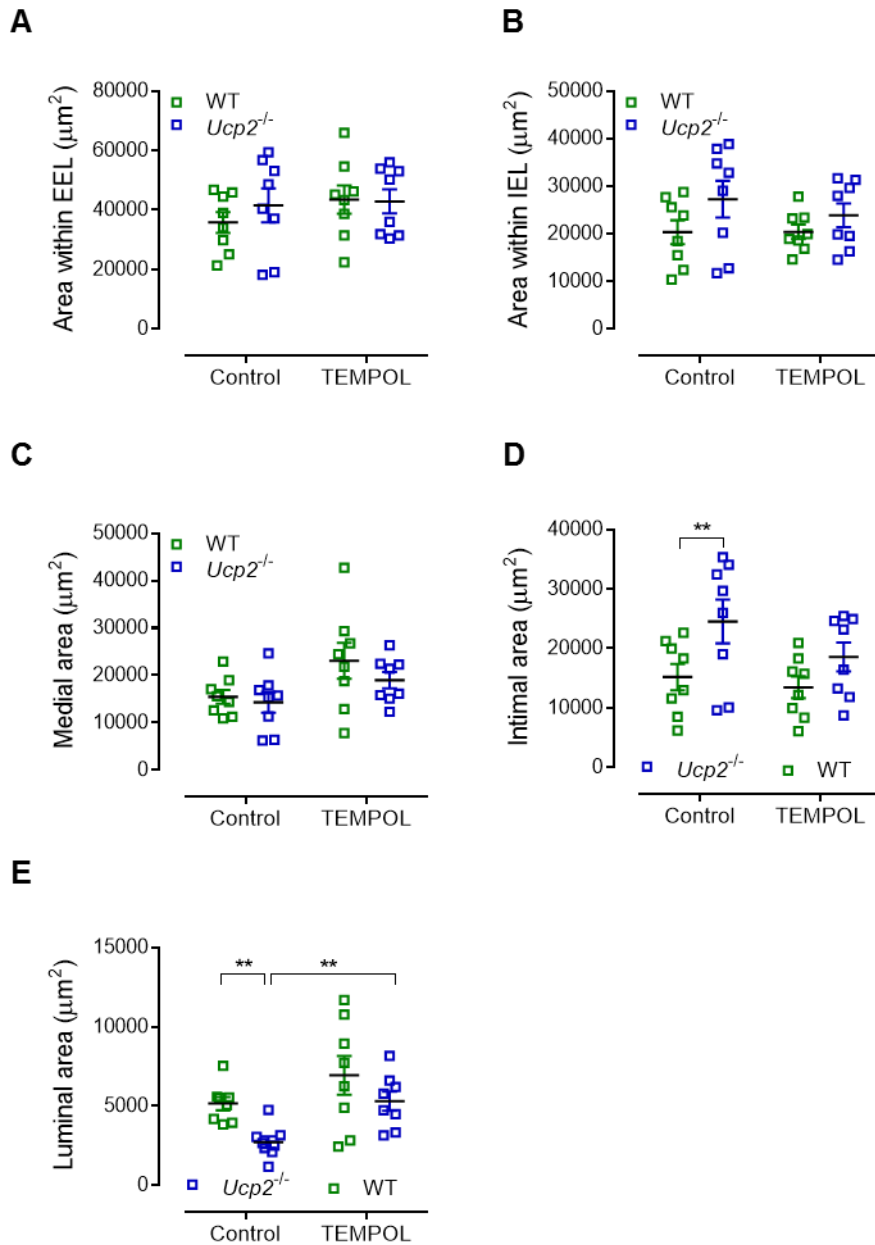 A
Area within EEL (μm²)
80000
60000
40000
20000
0
WT
Ucp2⁻/⁻
Control TEMPOL
B
Area within IEL (μm²)
50000
40000
30000
20000
10000
0
WT
Ucp2⁻/⁻
Control TEMPOL
C
Medial area (μm²)
50000
40000
30000
20000
10000
0
WT
Ucp2⁻/⁻
Control TEMPOL
D
Intimal area (μm²)
40000
30000
20000
10000
0
**
Ucp2⁻/⁻ WT
Control TEMPOL
E
Luminal area (μm²)
15000
10000
5000
0
** **
Ucp2⁻/⁻ WT
Control TEMPOL